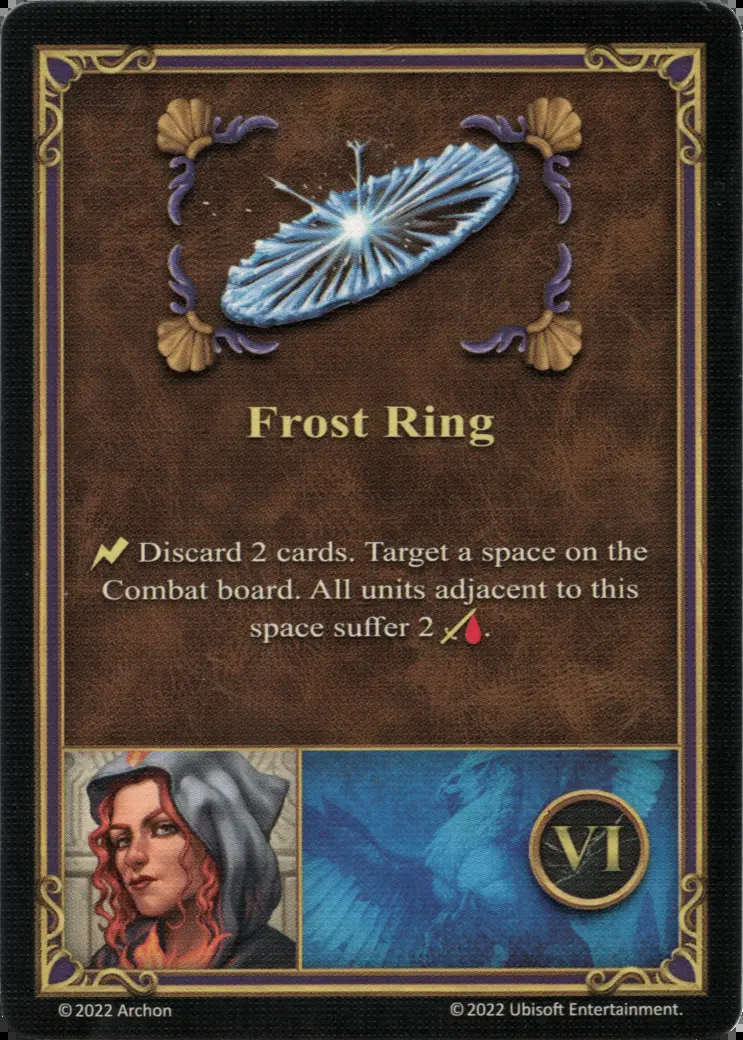 Frost Ring
Discard 2 cards. Target a space on the
Combat board. All units adjacent to this
space suffer 2 .
VI
© 2022 Archon
© 2022 Ubisoft Entertainment.